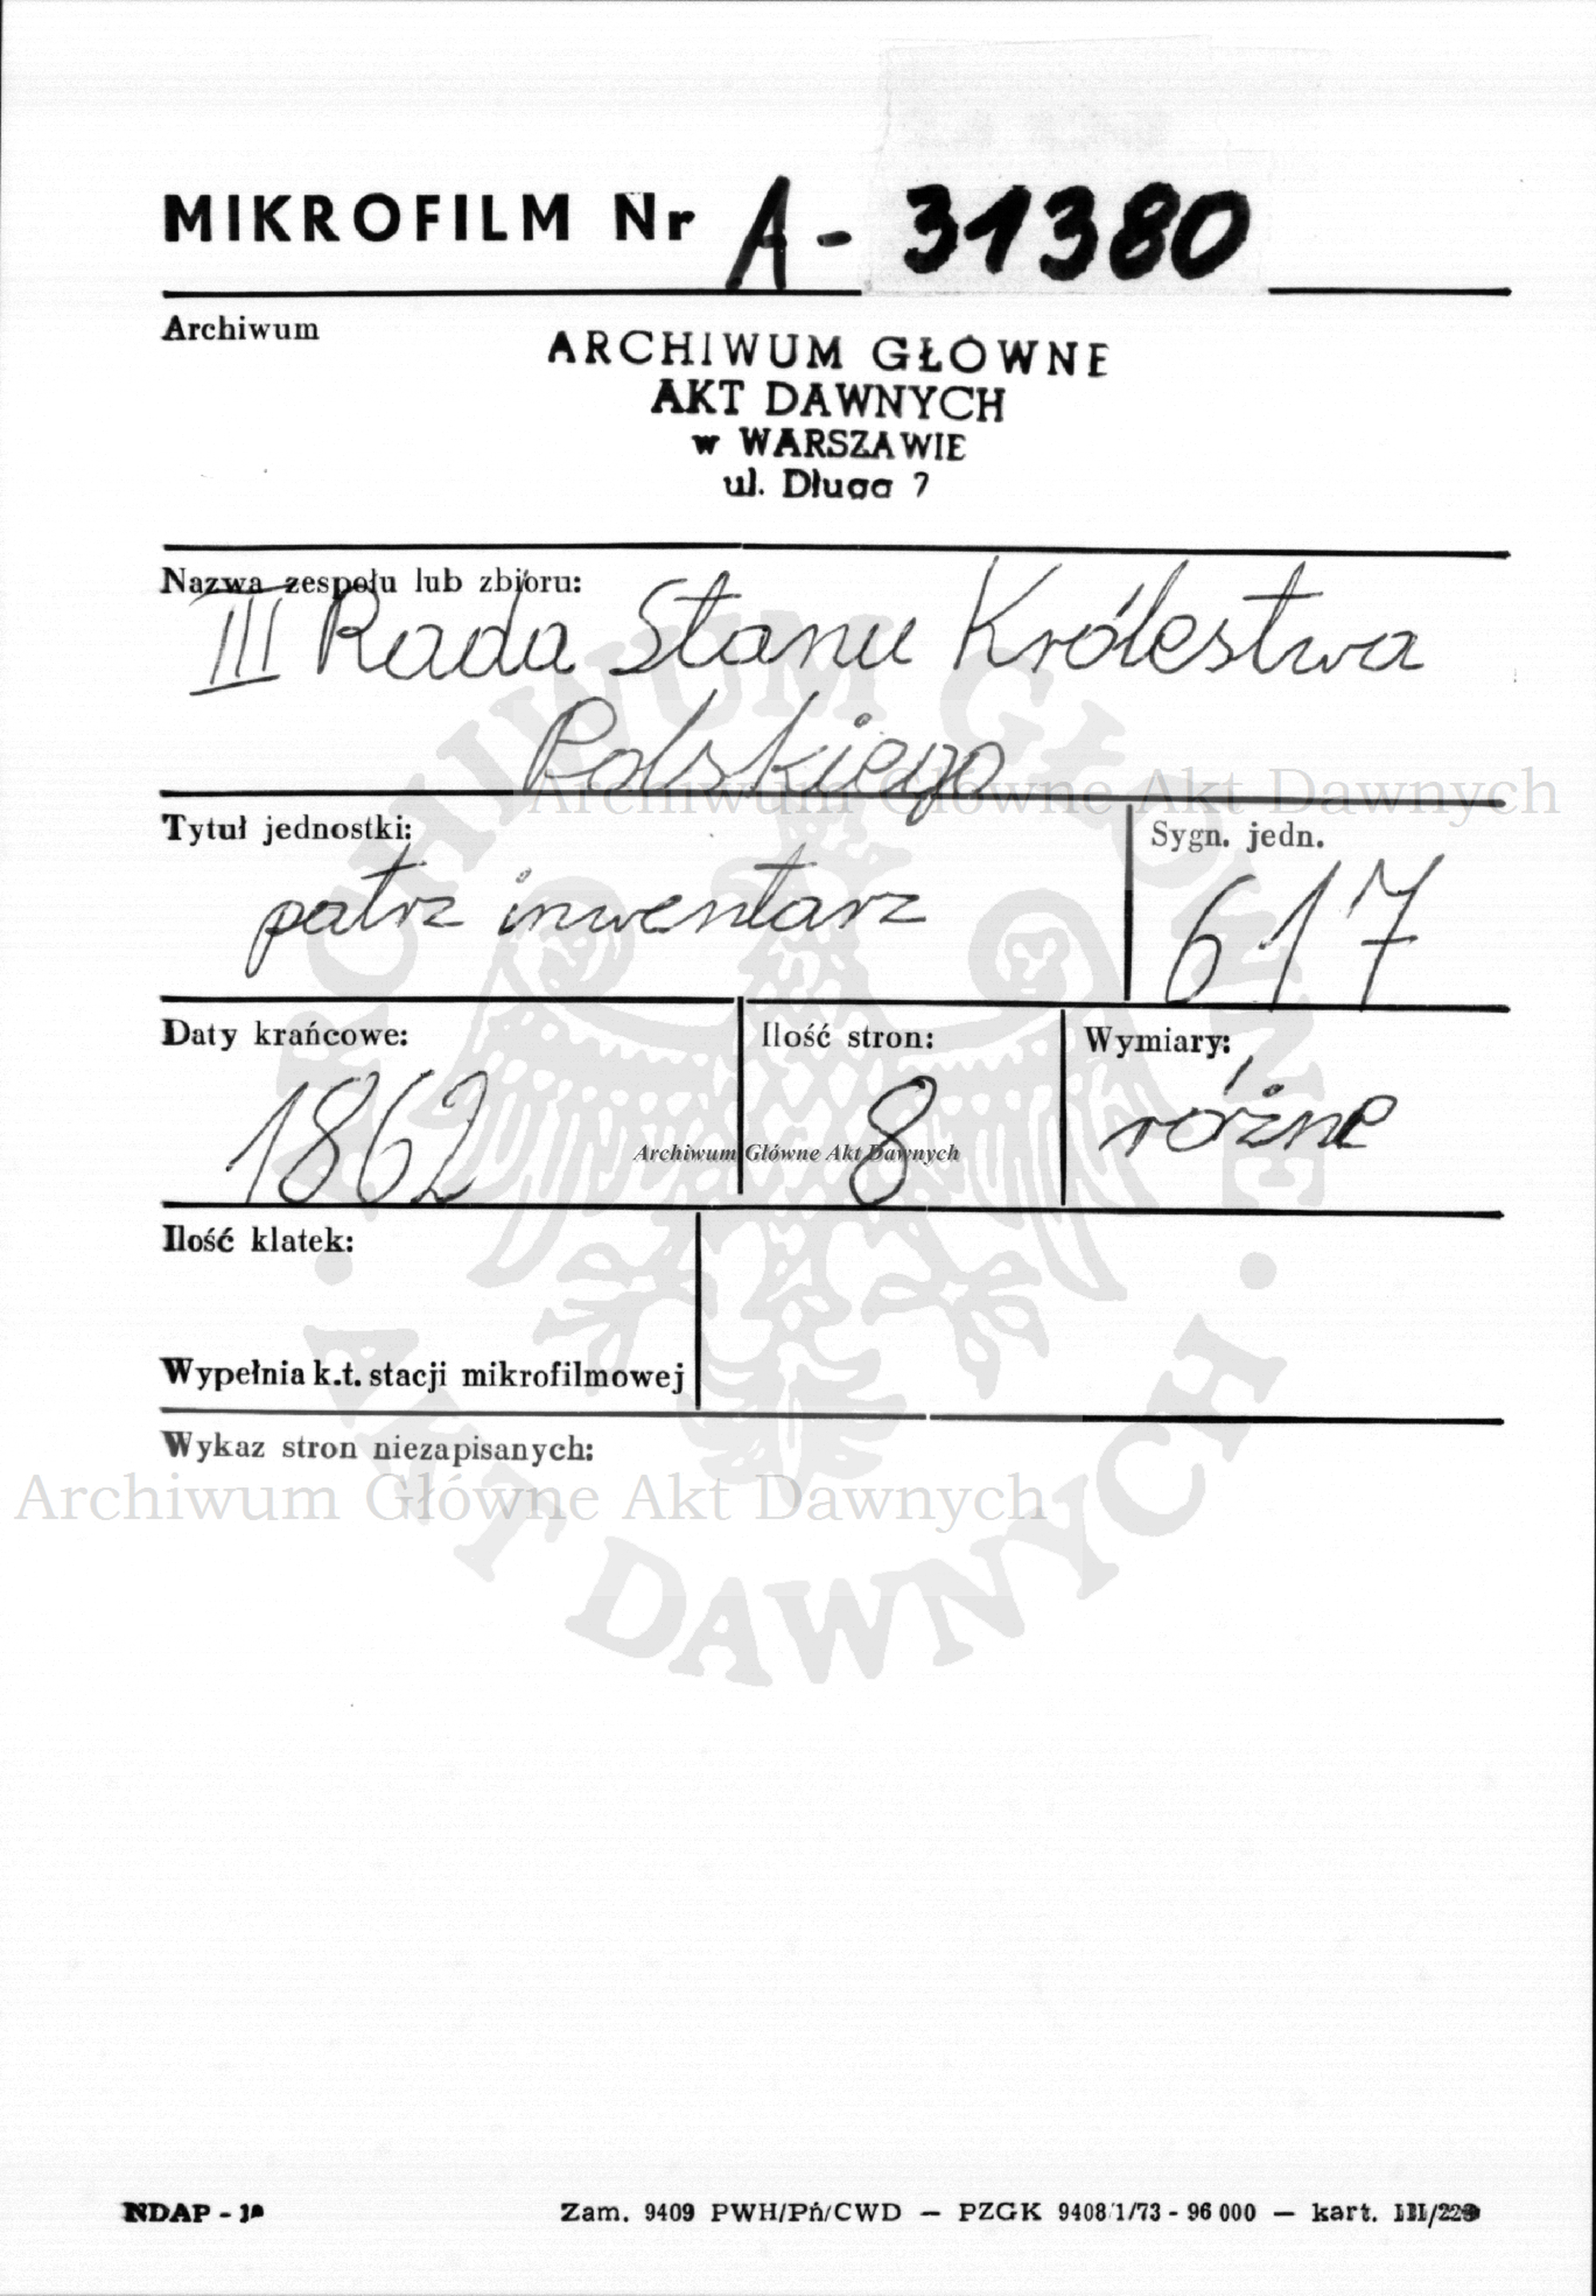 MIKROFILM Nr A - 31380
Archiwum
ARCHIWUM GŁÓWNE
AKT DAWNYCH
w WARSZAWIE
ul. Długa 7
Nazwa zespołu lub zbioru:
III Rada Stanu Królestwa
Polskiego
Archiwum Główne Akt Dawnych
Tytuł jednostki:
Sygn. jedn.
patrz inwentarz
617
Daty krańcowe:
Ilość stron:
Wymiary:
1862
8
różne
Archiwum Główne Akt Dawnych
Ilość klatek:
Wypełnia k.t. stacji mikrofilmowej
Wykaz stron niezapisanych:
Archiwum Główne Akt Dawnych
ARCHIWUM GŁÓWNE
AKT DAWNYCH
NDAP -
Zam. 9409 PWH/Pń/CWD — PZGK 9408/1/73 - 96 000 — kart.